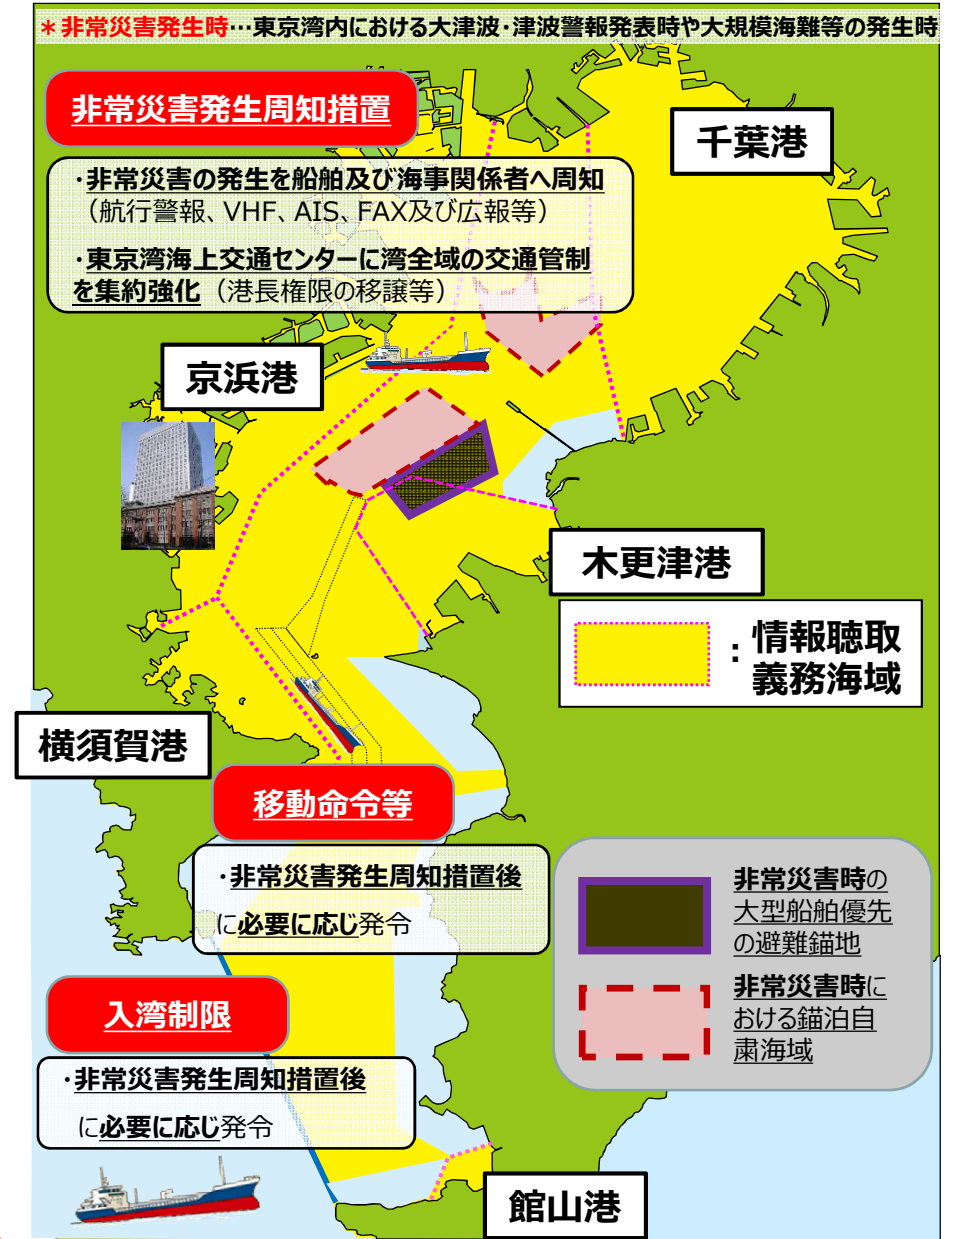 ＊非常災害発生時…東京湾内における大津波・津波警報発表時や大規模海難等の発生時
非常災害発生周知措置
千葉港
・非常災害の発生を船舶及び海事関係者へ周知
（航行警報、VHF、AIS、FAX及び広報等）
・東京湾海上交通センターに湾全域の交通管制
を集約強化（港長権限の移譲等）
京浜港
木更津港
：情報聴取
義務海域
横須賀港
移動命令等
・非常災害発生周知措置後
に必要に応じ発令
非常災害時の
大型船舶優先
の避難錨地
非常災害時に
おける錨泊自
粛海域
入湾制限
・非常災害発生周知措置後
に必要に応じ発令
館山港